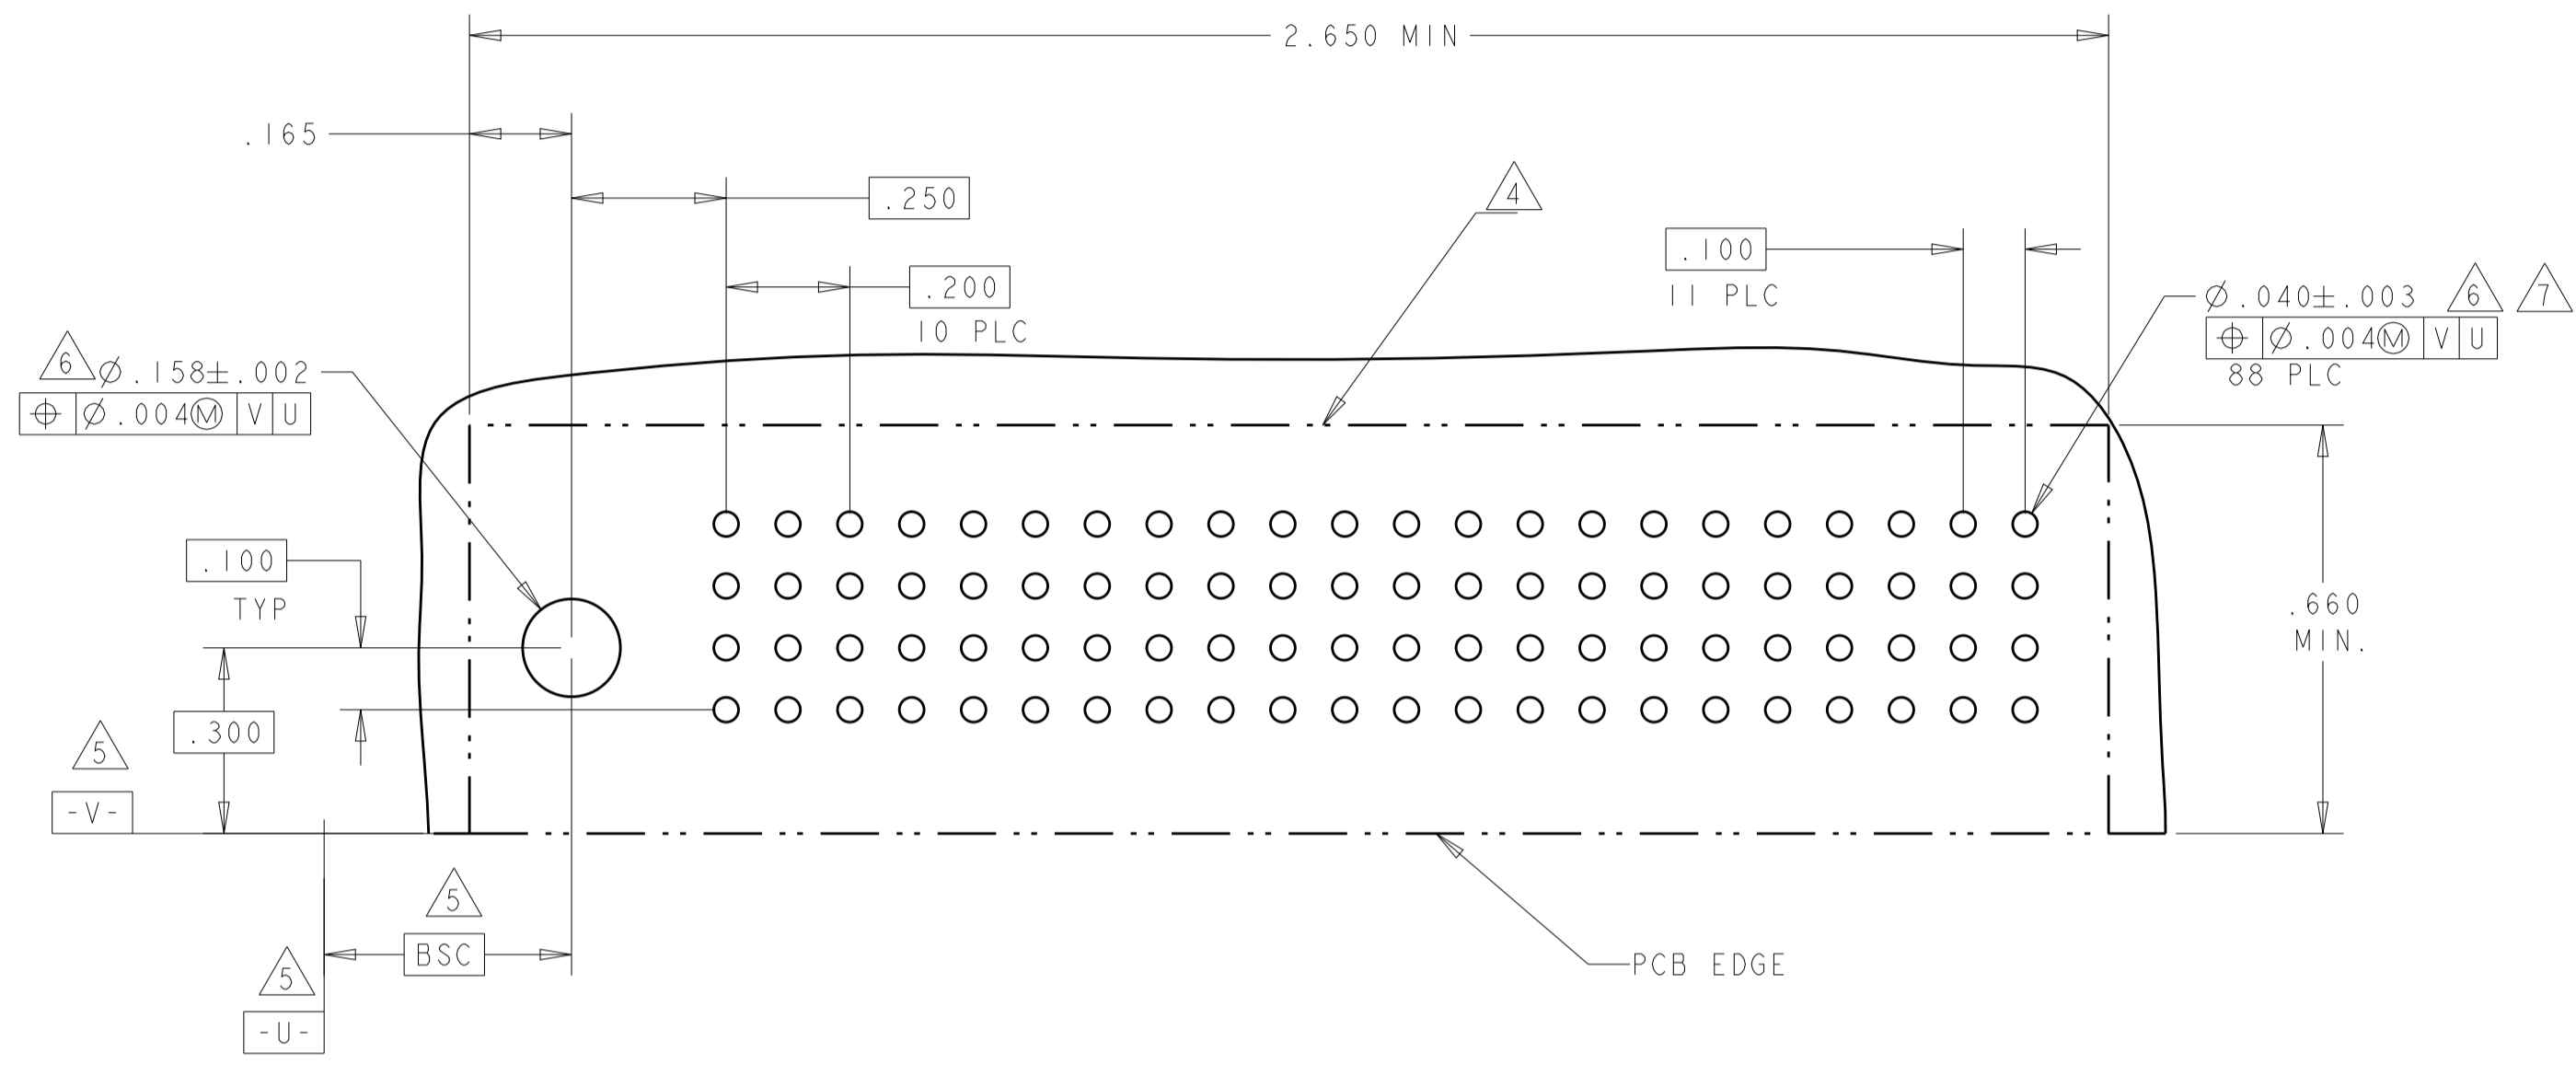 2.650 MIN
.165
.250
4
.100
11 PLC
.200
10 PLC
⌀.040±.003 6 7
⌖ ⌀.004Ⓜ V U
88 PLC
6 ⌀.158±.002
⌖ ⌀.004Ⓜ V U
.100
TYP
.660
MIN.
.300
5
-V-
5
BSC
5
-U-
PCB EDGE